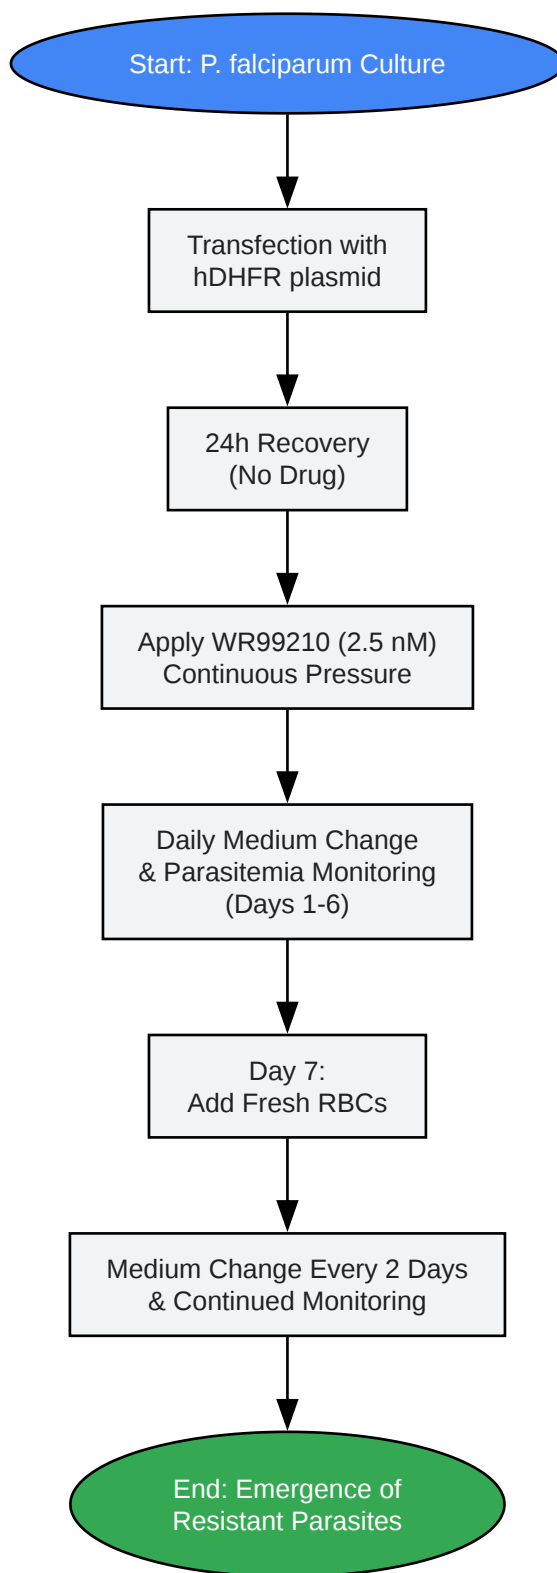 Start: P. falciparum Culture
Transfection with
hDHFR plasmid
24h Recovery
(No Drug)
Apply WR99210 (2.5 nM)
Continuous Pressure
Daily Medium Change
& Parasitemia Monitoring
(Days 1-6)
Day 7:
Add Fresh RBCs
Medium Change Every 2 Days
& Continued Monitoring
End: Emergence of
Resistant Parasites